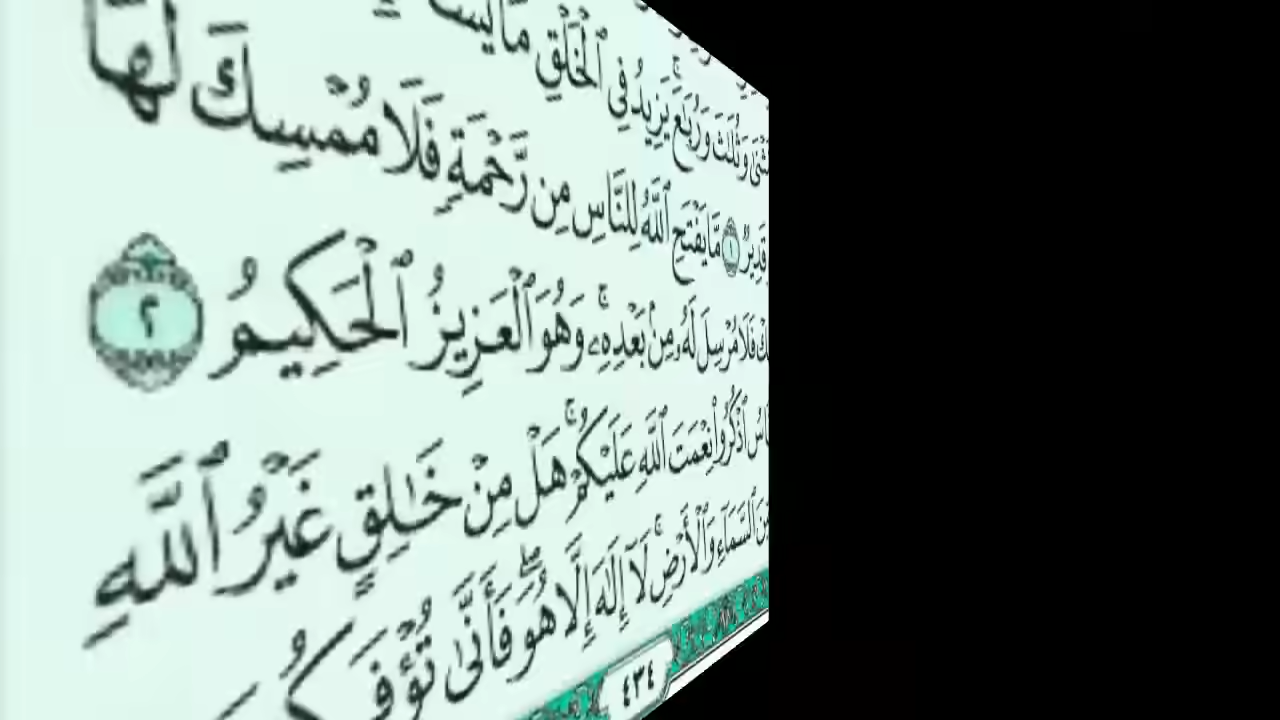 وَثُلَٰثَ وَرُبَٰعَ ۚ يَزِيدُ فِي ٱلْخَلْقِ مَا
قَدِيرٌ ١ مَّا يَفْتَحِ ٱللَّهُ لِلنَّاسِ مِن رَّحْمَةٍ فَلَا مُمْسِكَ لَهَا
فَلَا مُرْسِلَ لَهُۥ مِنۢ بَعْدِهِۦ ۚ وَهُوَ ٱلْعَزِيزُ ٱلْحَكِيمُ ٢
ٱذْكُرُوا۟ نِعْمَتَ ٱللَّهِ عَلَيْكُمْ ۚ هَلْ مِنْ خَٰلِقٍ غَيْرُ ٱللَّهِ
ٱلسَّمَآءِ وَٱلْأَرْضِ ۚ لَآ إِلَٰهَ إِلَّا هُوَ ۖ فَأَنَّىٰ تُؤْفَكُ
٤٣٤